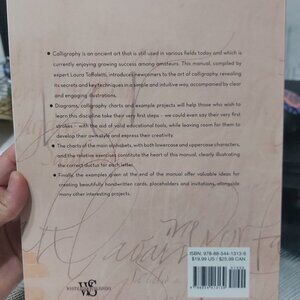 • Calligraphy is an ancient art that is still used in various fields today and which is
currently enjoying growing success among amateurs. This manual, compiled by
expert Laura Toffaletti, introduces newcomers to the art of calligraphy, revealing
its secrets and key techniques in a simple and intuitive way, accompanied by clear
and engaging illustrations.
• Diagrams, calligraphy charts and example projects will help those who wish
to learn this discipline take their very first steps – we could even say their very first
strokes – with the aid of valid educational tools, while leaving room for them to
develop their own style and express their creativity.
• The charts of the main alphabets, with both lowercase and uppercase characters,
and the relative exercises constitute the heart of this manual, clearly illustrating
the correct ductus for each letter.
• Finally, the examples given at the end of the manual offer valuable ideas for
creating beautiful handwritten cards, placeholders and invitations, alongside
many other interesting projects.
ISBN: 978-88-544-1313-6
$19.99 US | $25.99 CAN
WS